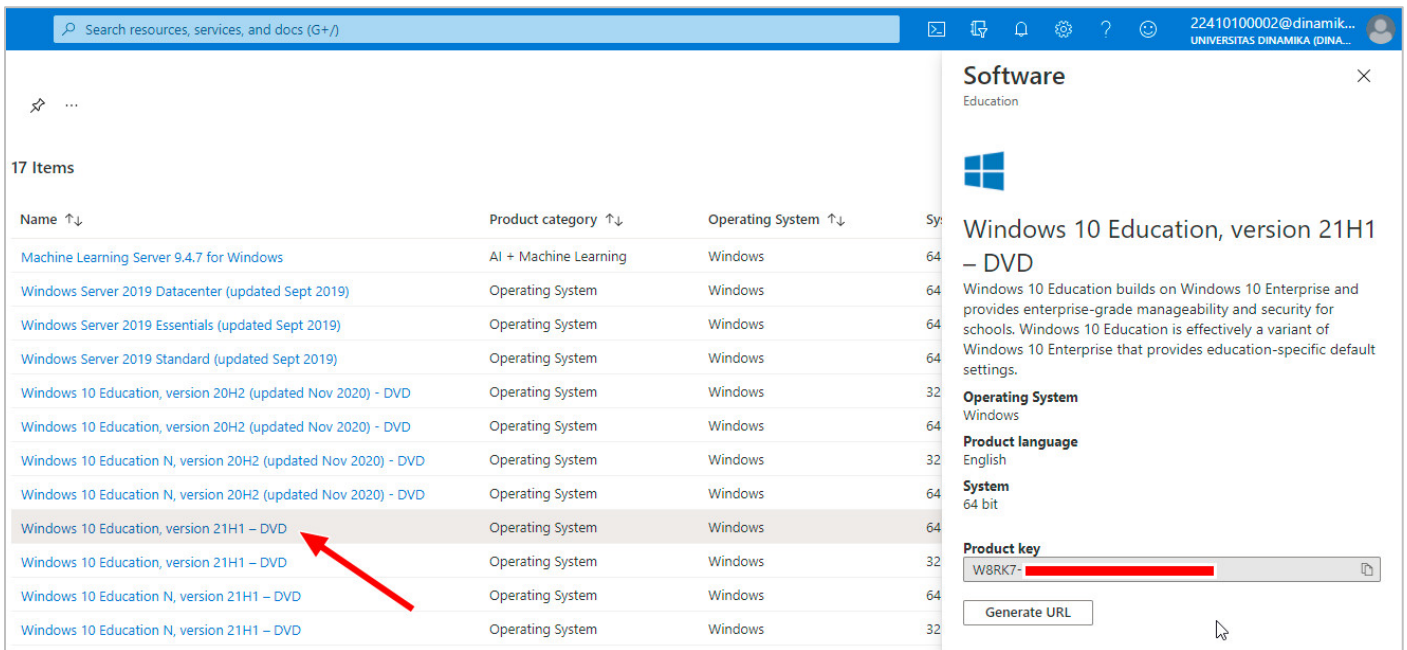 Search resources, services, and docs (G+/)
22410100002@dinamik...
UNIVERSITAS DINAMIKA (DINA...
...
17 Items
Name Product category Operating System
Machine Learning Server 9.4.7 for Windows AI + Machine Learning Windows 64
Windows Server 2019 Datacenter (updated Sept 2019) Operating System Windows 64
Windows Server 2019 Essentials (updated Sept 2019) Operating System Windows 64
Windows Server 2019 Standard (updated Sept 2019) Operating System Windows 64
Windows 10 Education, version 20H2 (updated Nov 2020) - DVD Operating System Windows 32
Windows 10 Education, version 20H2 (updated Nov 2020) - DVD Operating System Windows 64
Windows 10 Education N, version 20H2 (updated Nov 2020) - DVD Operating System Windows 32
Windows 10 Education N, version 20H2 (updated Nov 2020) - DVD Operating System Windows 64
Windows 10 Education, version 21H1 – DVD Operating System Windows 64
Windows 10 Education, version 21H1 – DVD Operating System Windows 32
Windows 10 Education N, version 21H1 – DVD Operating System Windows 64
Windows 10 Education N, version 21H1 – DVD Operating System Windows 32
Software
Education
Windows 10 Education, version 21H1
– DVD
Windows 10 Education builds on Windows 10 Enterprise and
provides enterprise-grade manageability and security for
schools. Windows 10 Education is effectively a variant of
Windows 10 Enterprise that provides education-specific default
settings.
Operating System
Windows
Product language
English
System
64 bit
Product key
W8RK7-
Generate URL